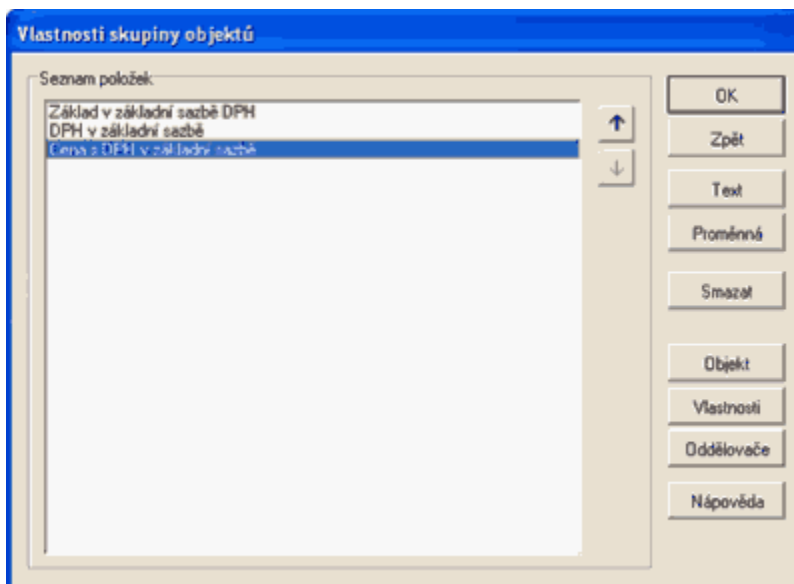 Vlastnosti skupiny objektů
Seznam položek
Základ v základní sazbě DPH
DPH v základní sazbě
Cena s DPH v základní sazbě
OK
Zpět
Text
Proměnná
Smazat
Objekt
Vlastnosti
Oddělovače
Nápověda